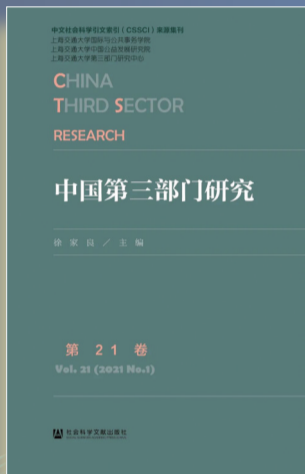 中文社会科学引文索引（CSSCI）来源集刊
上海交通大学国际与公共事务学院
上海交通大学中国公益发展研究院
上海交通大学第三部门研究中心
CHINA
THIRD SECTOR
RESEARCH
中国第三部门研究
徐家良／主编
第 21 卷
Vol. 21 (2021 No.1)
社会科学文献出版社